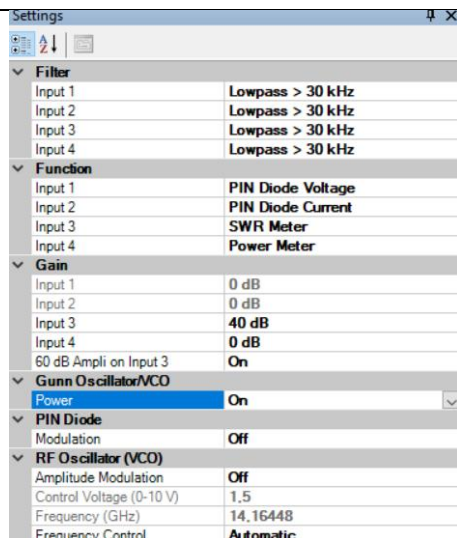 Settings
Filter
Input 1 Lowpass > 30 kHz
Input 2 Lowpass > 30 kHz
Input 3 Lowpass > 30 kHz
Input 4 Lowpass > 30 kHz
Function
Input 1 PIN Diode Voltage
Input 2 PIN Diode Current
Input 3 SWR Meter
Input 4 Power Meter
Gain
Input 1 0 dB
Input 2 0 dB
Input 3 40 dB
Input 4 0 dB
60 dB Ampli on Input 3 On
Gunn Oscillator/VCO
Power On
PIN Diode
Modulation Off
RF Oscillator (VCO)
Amplitude Modulation Off
Control Voltage (0-10 V) 1,5
Frequency (GHz) 14,16448
Frequency Control Automatic